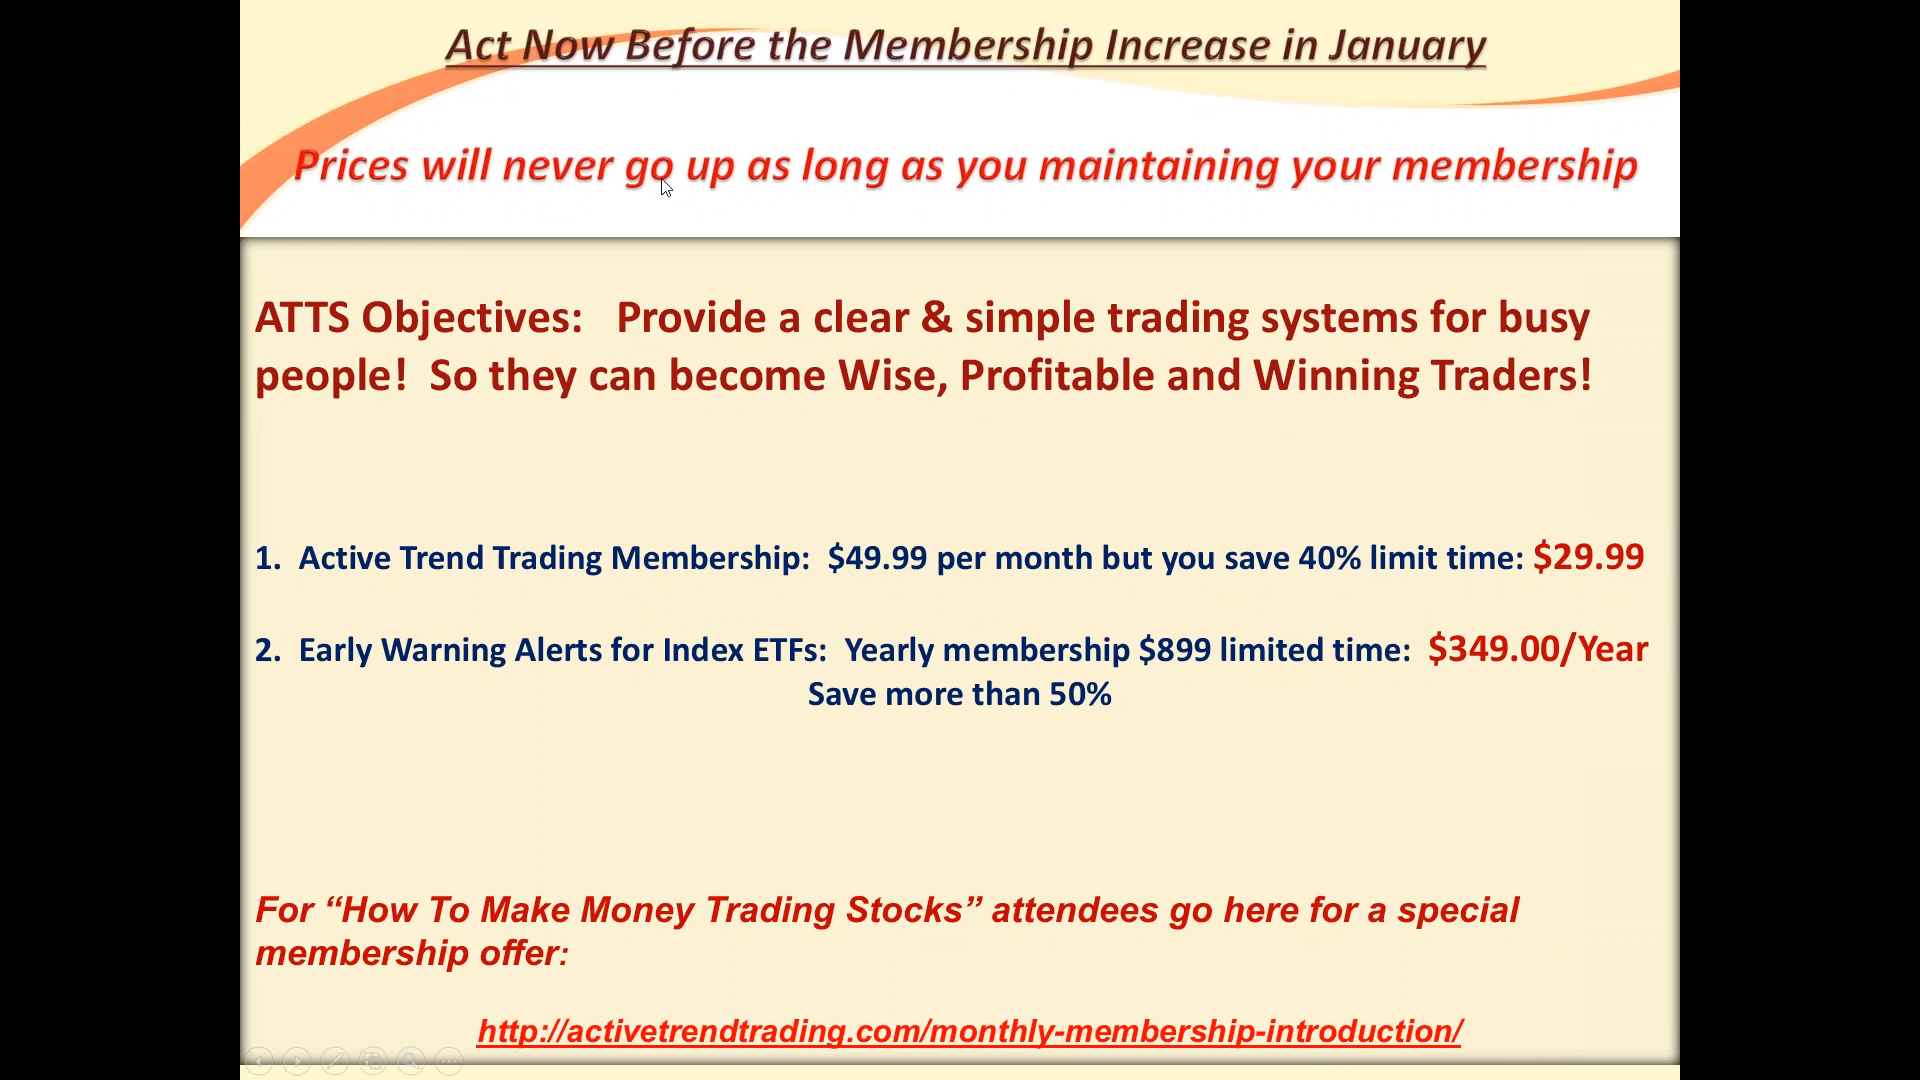 Act Now Before the Membership Increase in January
Prices will never go up as long as you maintaining your membership
ATTS Objectives:   Provide a clear & simple trading systems for busy
people!  So they can become Wise, Profitable and Winning Traders!
1.  Active Trend Trading Membership:  $49.99 per month but you save 40% limit time: $29.99
2.  Early Warning Alerts for Index ETFs:  Yearly membership $899 limited time:  $349.00/Year
Save more than 50%
For “How To Make Money Trading Stocks” attendees go here for a special
membership offer:
http://activetrendtrading.com/monthly-membership-introduction/